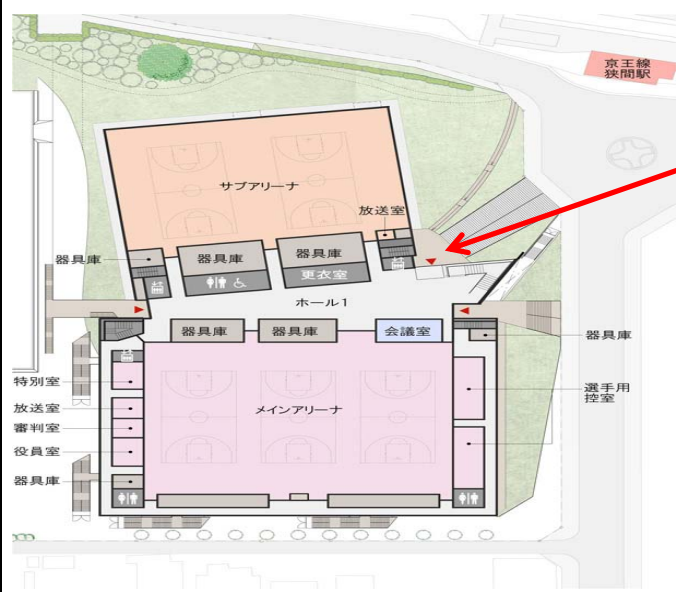 京王線
狭間駅
サブアリーナ
放送室
器具庫
器具庫
器具庫
更衣室
ホール1
器具庫
器具庫
会議室
器具庫
特別室
放送室
審判室
役員室
器具庫
メインアリーナ
選手用
控室